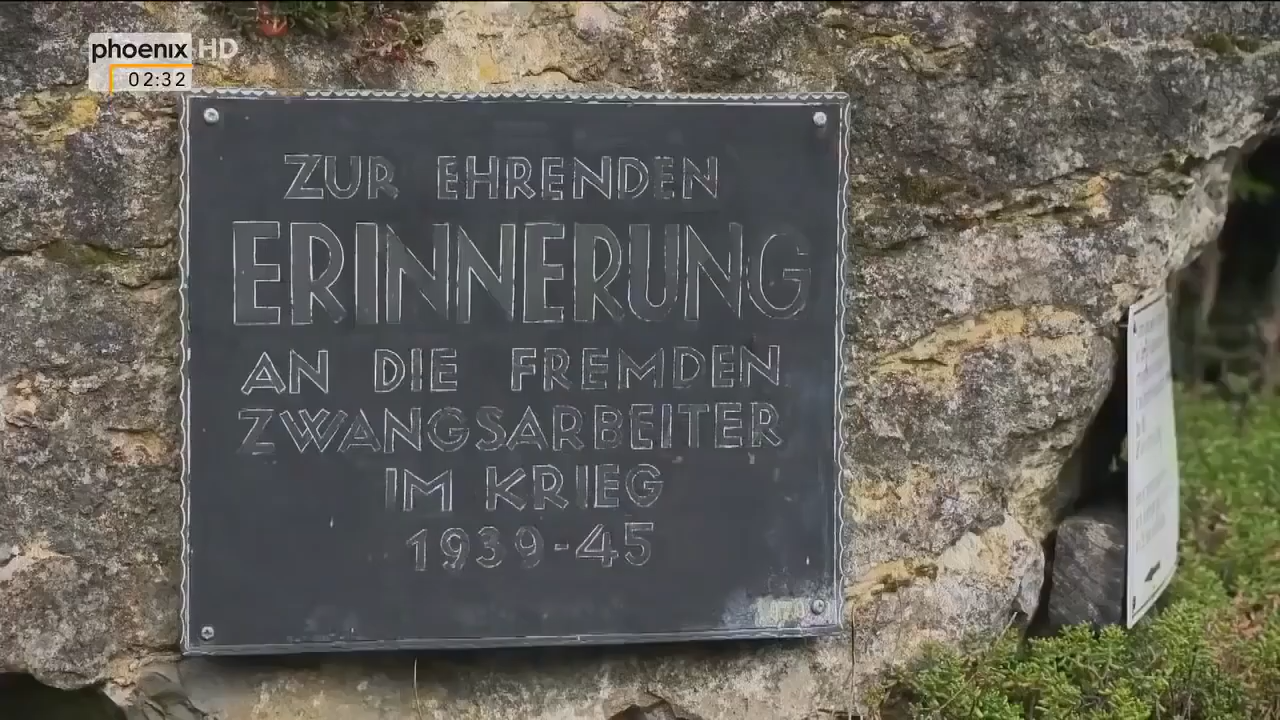 phoenix HD
02:32
ZUR EHRENDEN
ERINNERUNG
AN DIE FREMDEN
ZWANGSARBEITER
IM KRIEG
1939-45